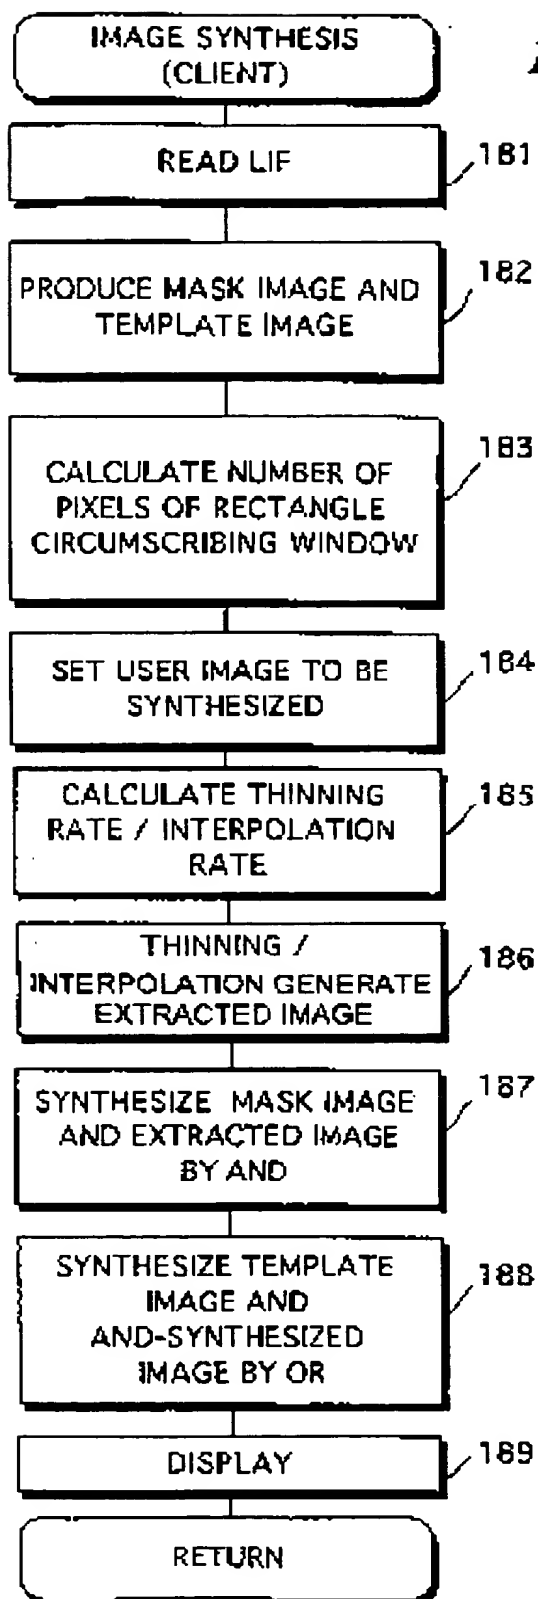 IMAGE SYNTHESIS
(CLIENT)
READ LIF
181
PRODUCE MASK IMAGE AND
TEMPLATE IMAGE
182
CALCULATE NUMBER OF
PIXELS OF RECTANGLE
CIRCUMSCRIBING WINDOW
183
SET USER IMAGE TO BE
SYNTHESIZED
184
CALCULATE THINNING
RATE / INTERPOLATION
RATE
185
THINNING /
INTERPOLATION GENERATE
EXTRACTED IMAGE
186
SYNTHESIZE MASK IMAGE
AND EXTRACTED IMAGE
BY AND
187
SYNTHESIZE TEMPLATE
IMAGE AND
AND-SYNTHESIZED
IMAGE BY OR
188
DISPLAY
189
RETURN